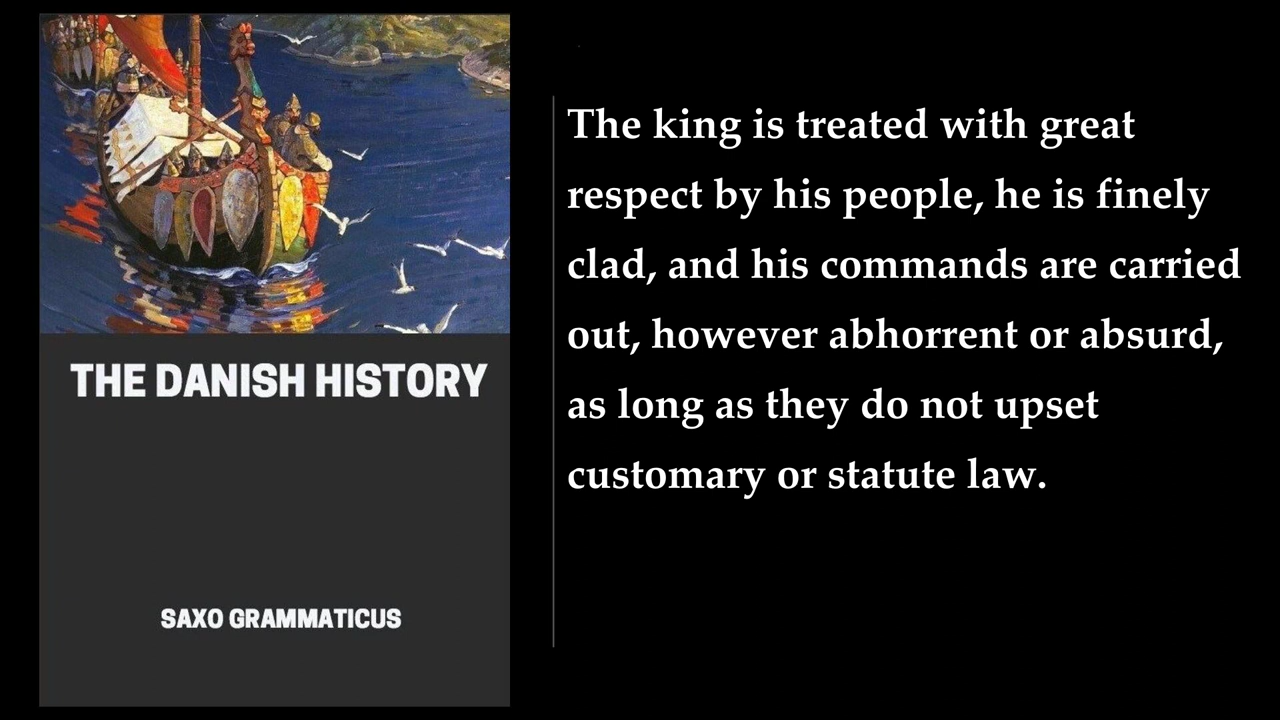 THE DANISH HISTORY
SAXO GRAMMATICUS
The king is treated with great
respect by his people, he is finely
clad, and his commands are carried
out, however abhorrent or absurd,
as long as they do not upset
customary or statute law.